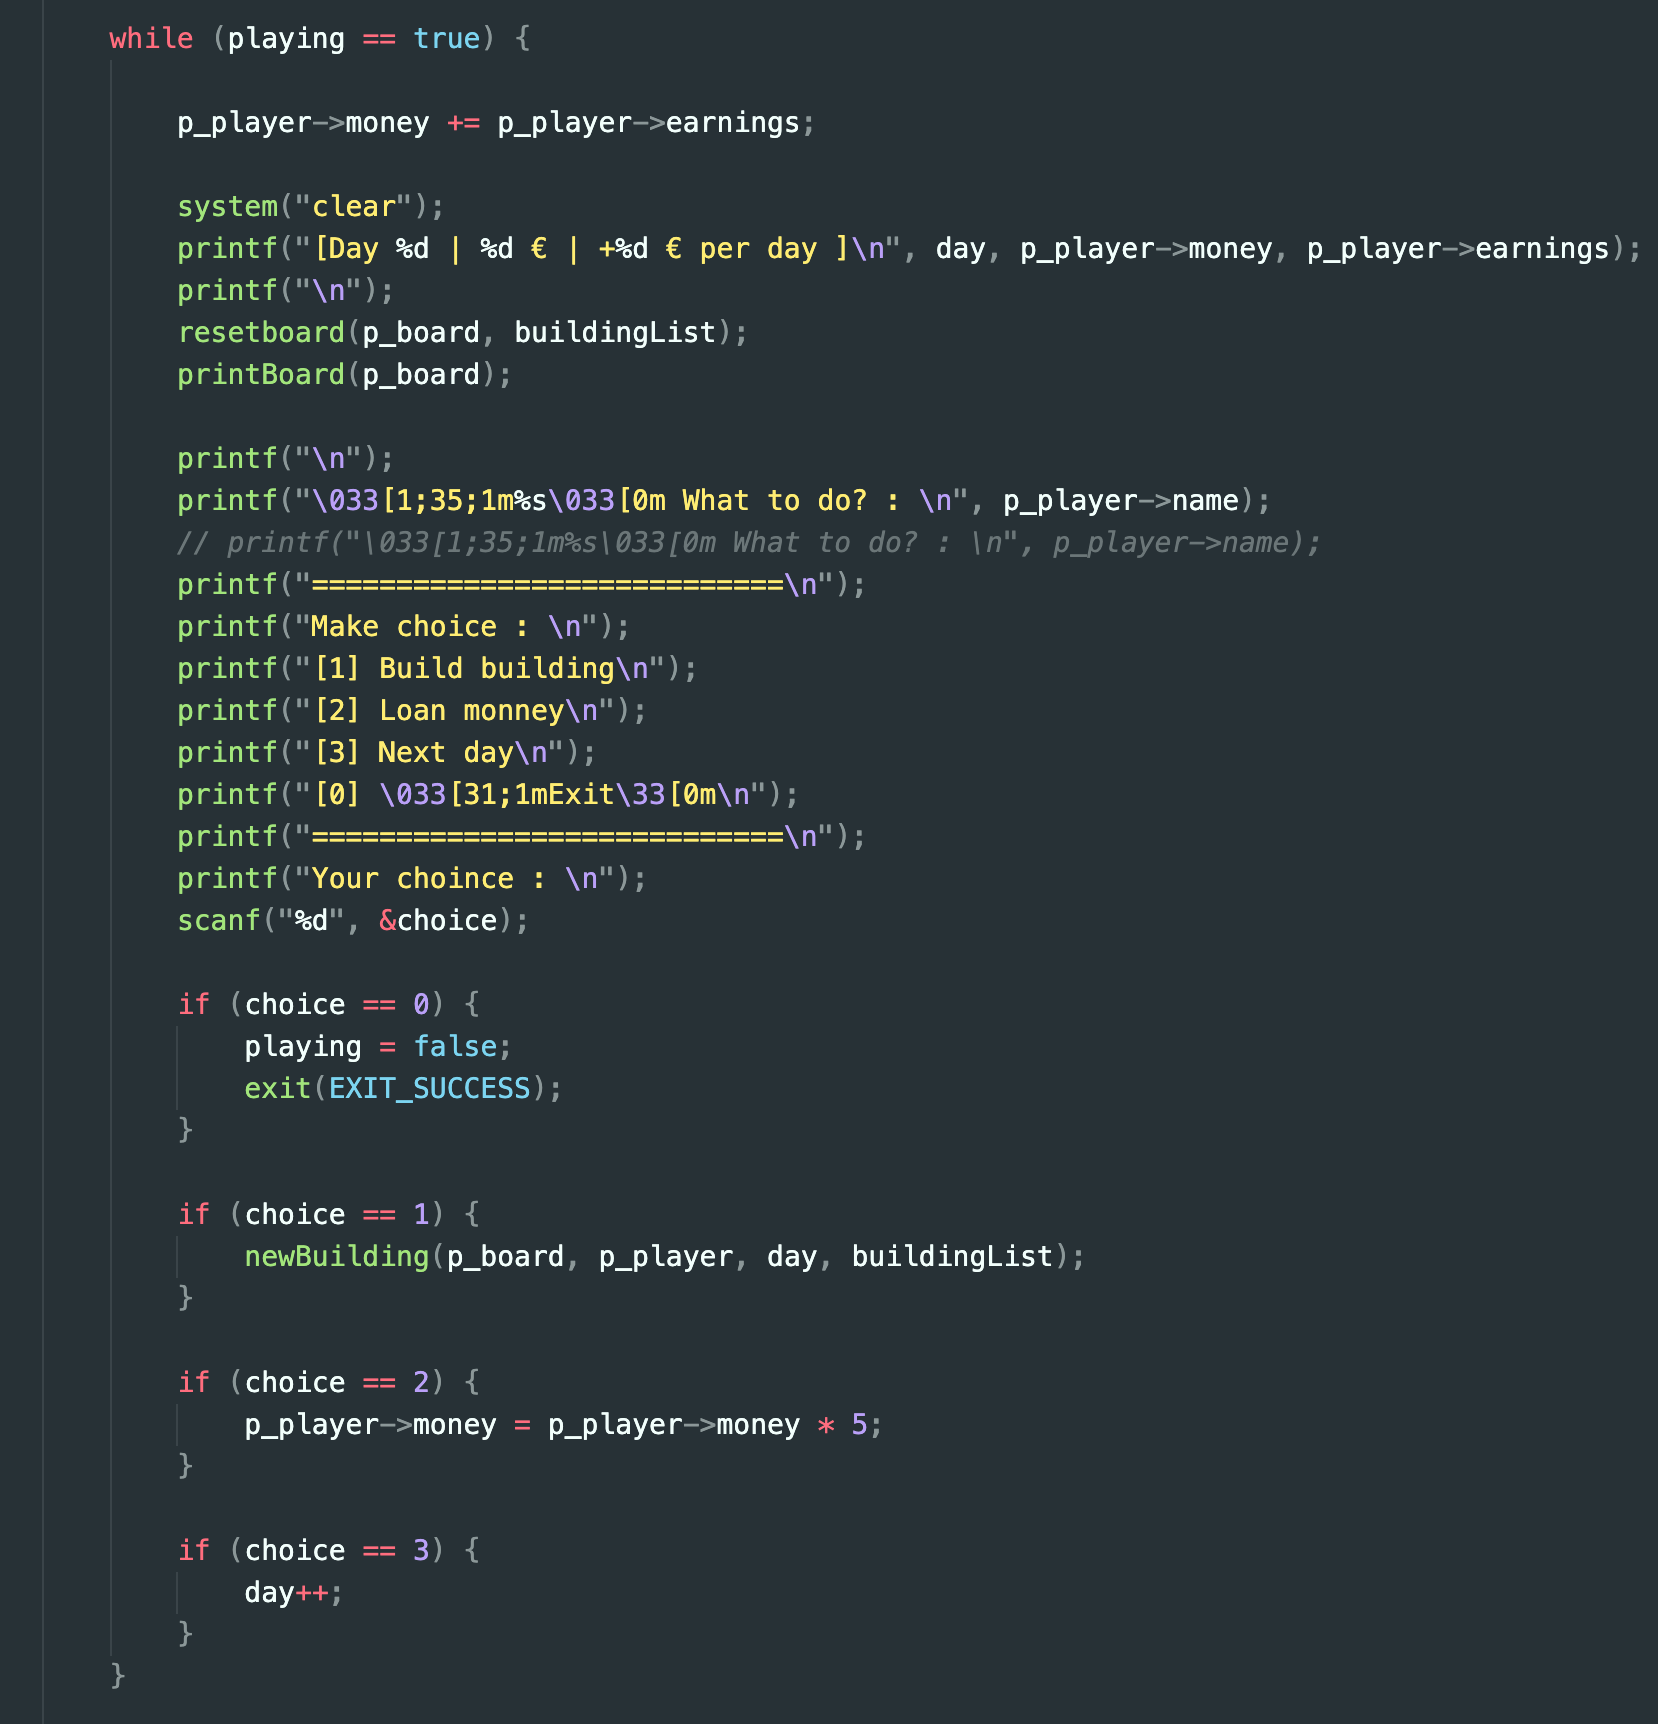 while (playing == true) {
p_player->money += p_player->earnings;
system("clear");
printf("[Day %d | %d € | +%d € per day ]\n", day, p_player->money, p_player->earnings);
printf("\n");
resetboard(p_board, buildingList);
printBoard(p_board);
printf("\n");
printf("\033[1;35;1m%s\033[0m What to do? : \n", p_player->name);
// printf("\033[1;35;1m%s\033[0m What to do? : \n", p_player->name);
printf("============================\n");
printf("Make choice : \n");
printf("[1] Build building\n");
printf("[2] Loan monney\n");
printf("[3] Next day\n");
printf("[0] \033[31;1mExit\33[0m\n");
printf("============================\n");
printf("Your choince : \n");
scanf("%d", &choice);
if (choice == 0) {
playing = false;
exit(EXIT_SUCCESS);
}
if (choice == 1) {
newBuilding(p_board, p_player, day, buildingList);
}
if (choice == 2) {
p_player->money = p_player->money * 5;
}
if (choice == 3) {
day++;
}
}